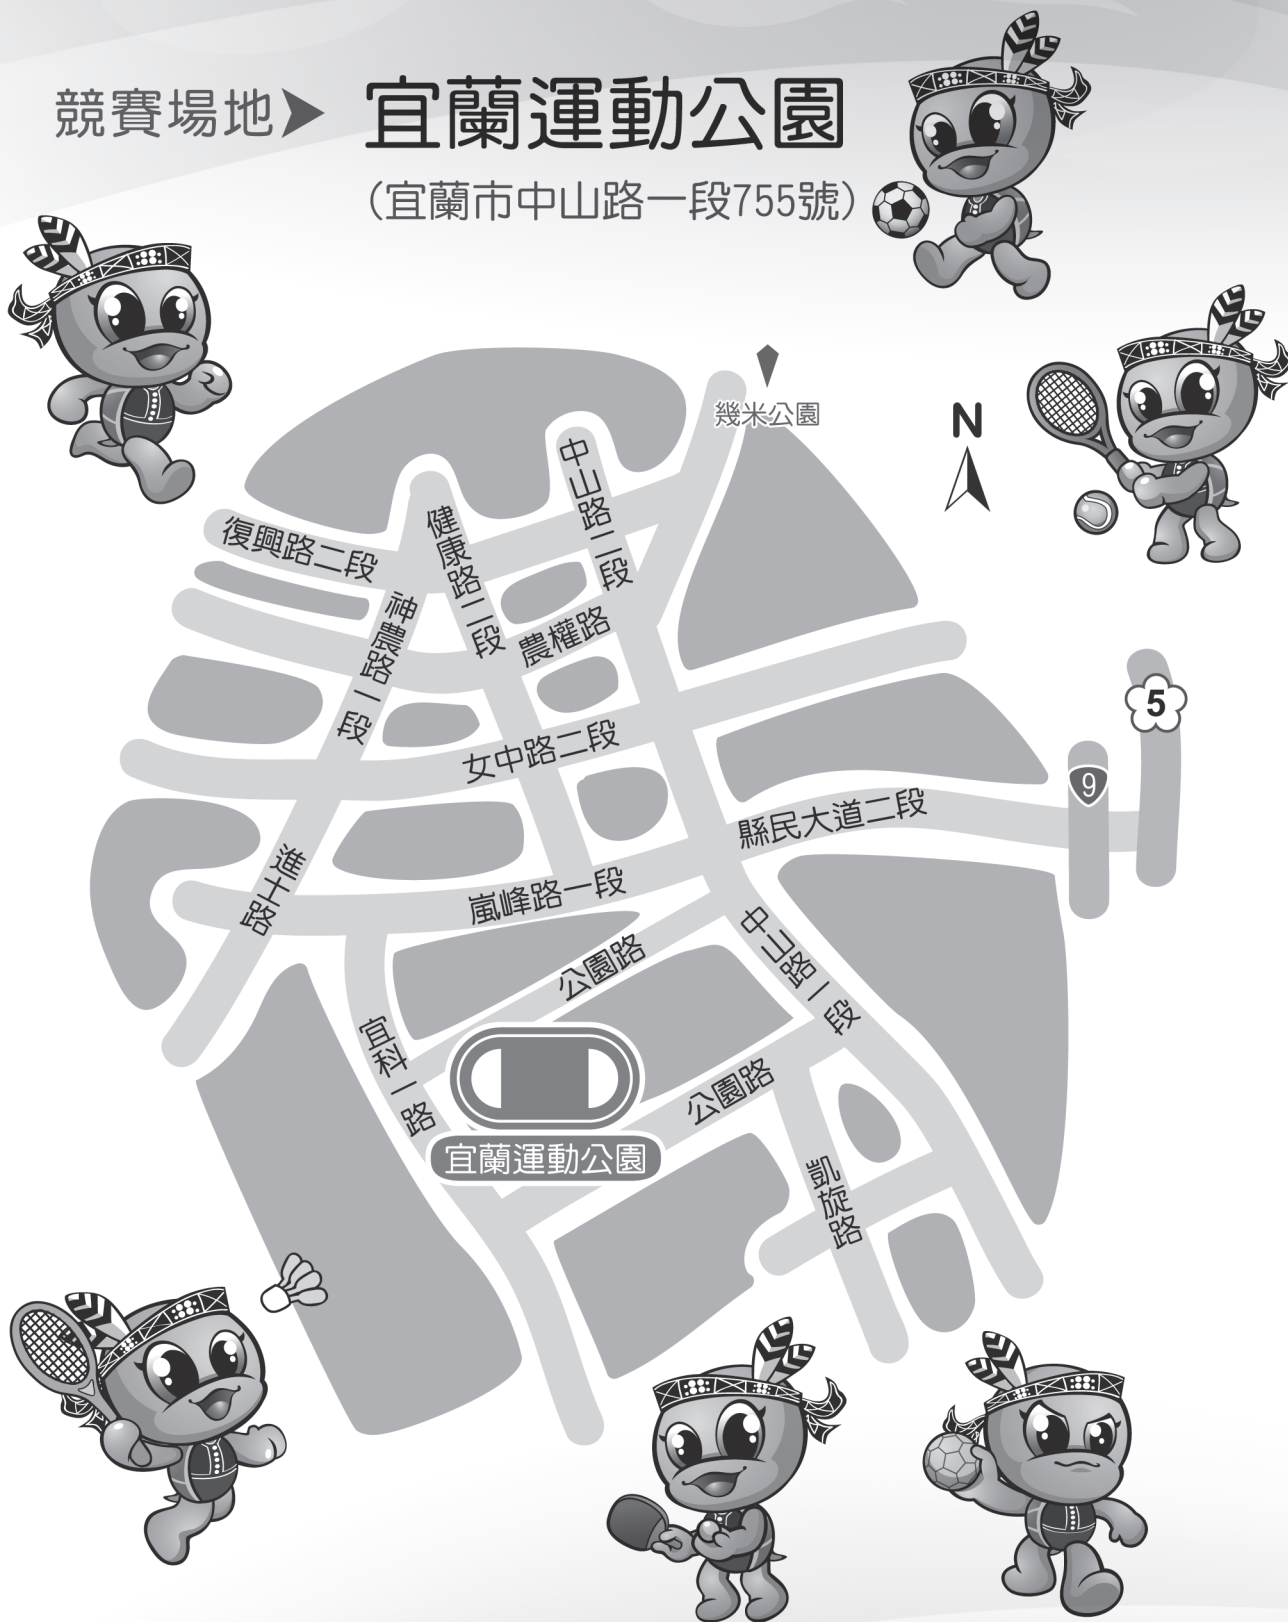 競賽場地 宜蘭運動公園
(宜蘭市中山路一段755號)
幾米公園
N
中山路二段
復興路二段
健康路二段
神農路一段
農權路
5
女中路二段
9
縣民大道二段
進士路
嵐峰路一段
中山路一段
公園路
宜科一路
公園路
宜蘭運動公園
凱旋路